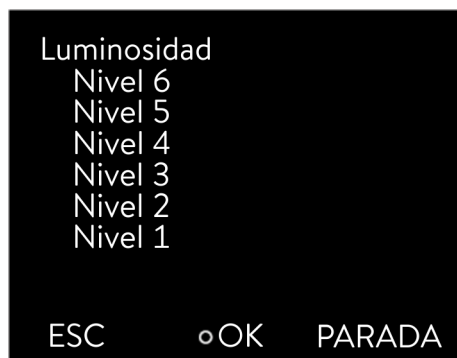 Luminosidad
Nivel 6
Nivel 5
Nivel 4
Nivel 3
Nivel 2
Nivel 1
ESC OK PARADA